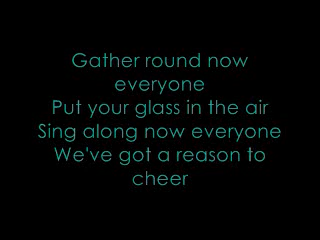 Gather round now
everyone
Put your glass in the air
Sing along now everyone
We've got a reason to
cheer